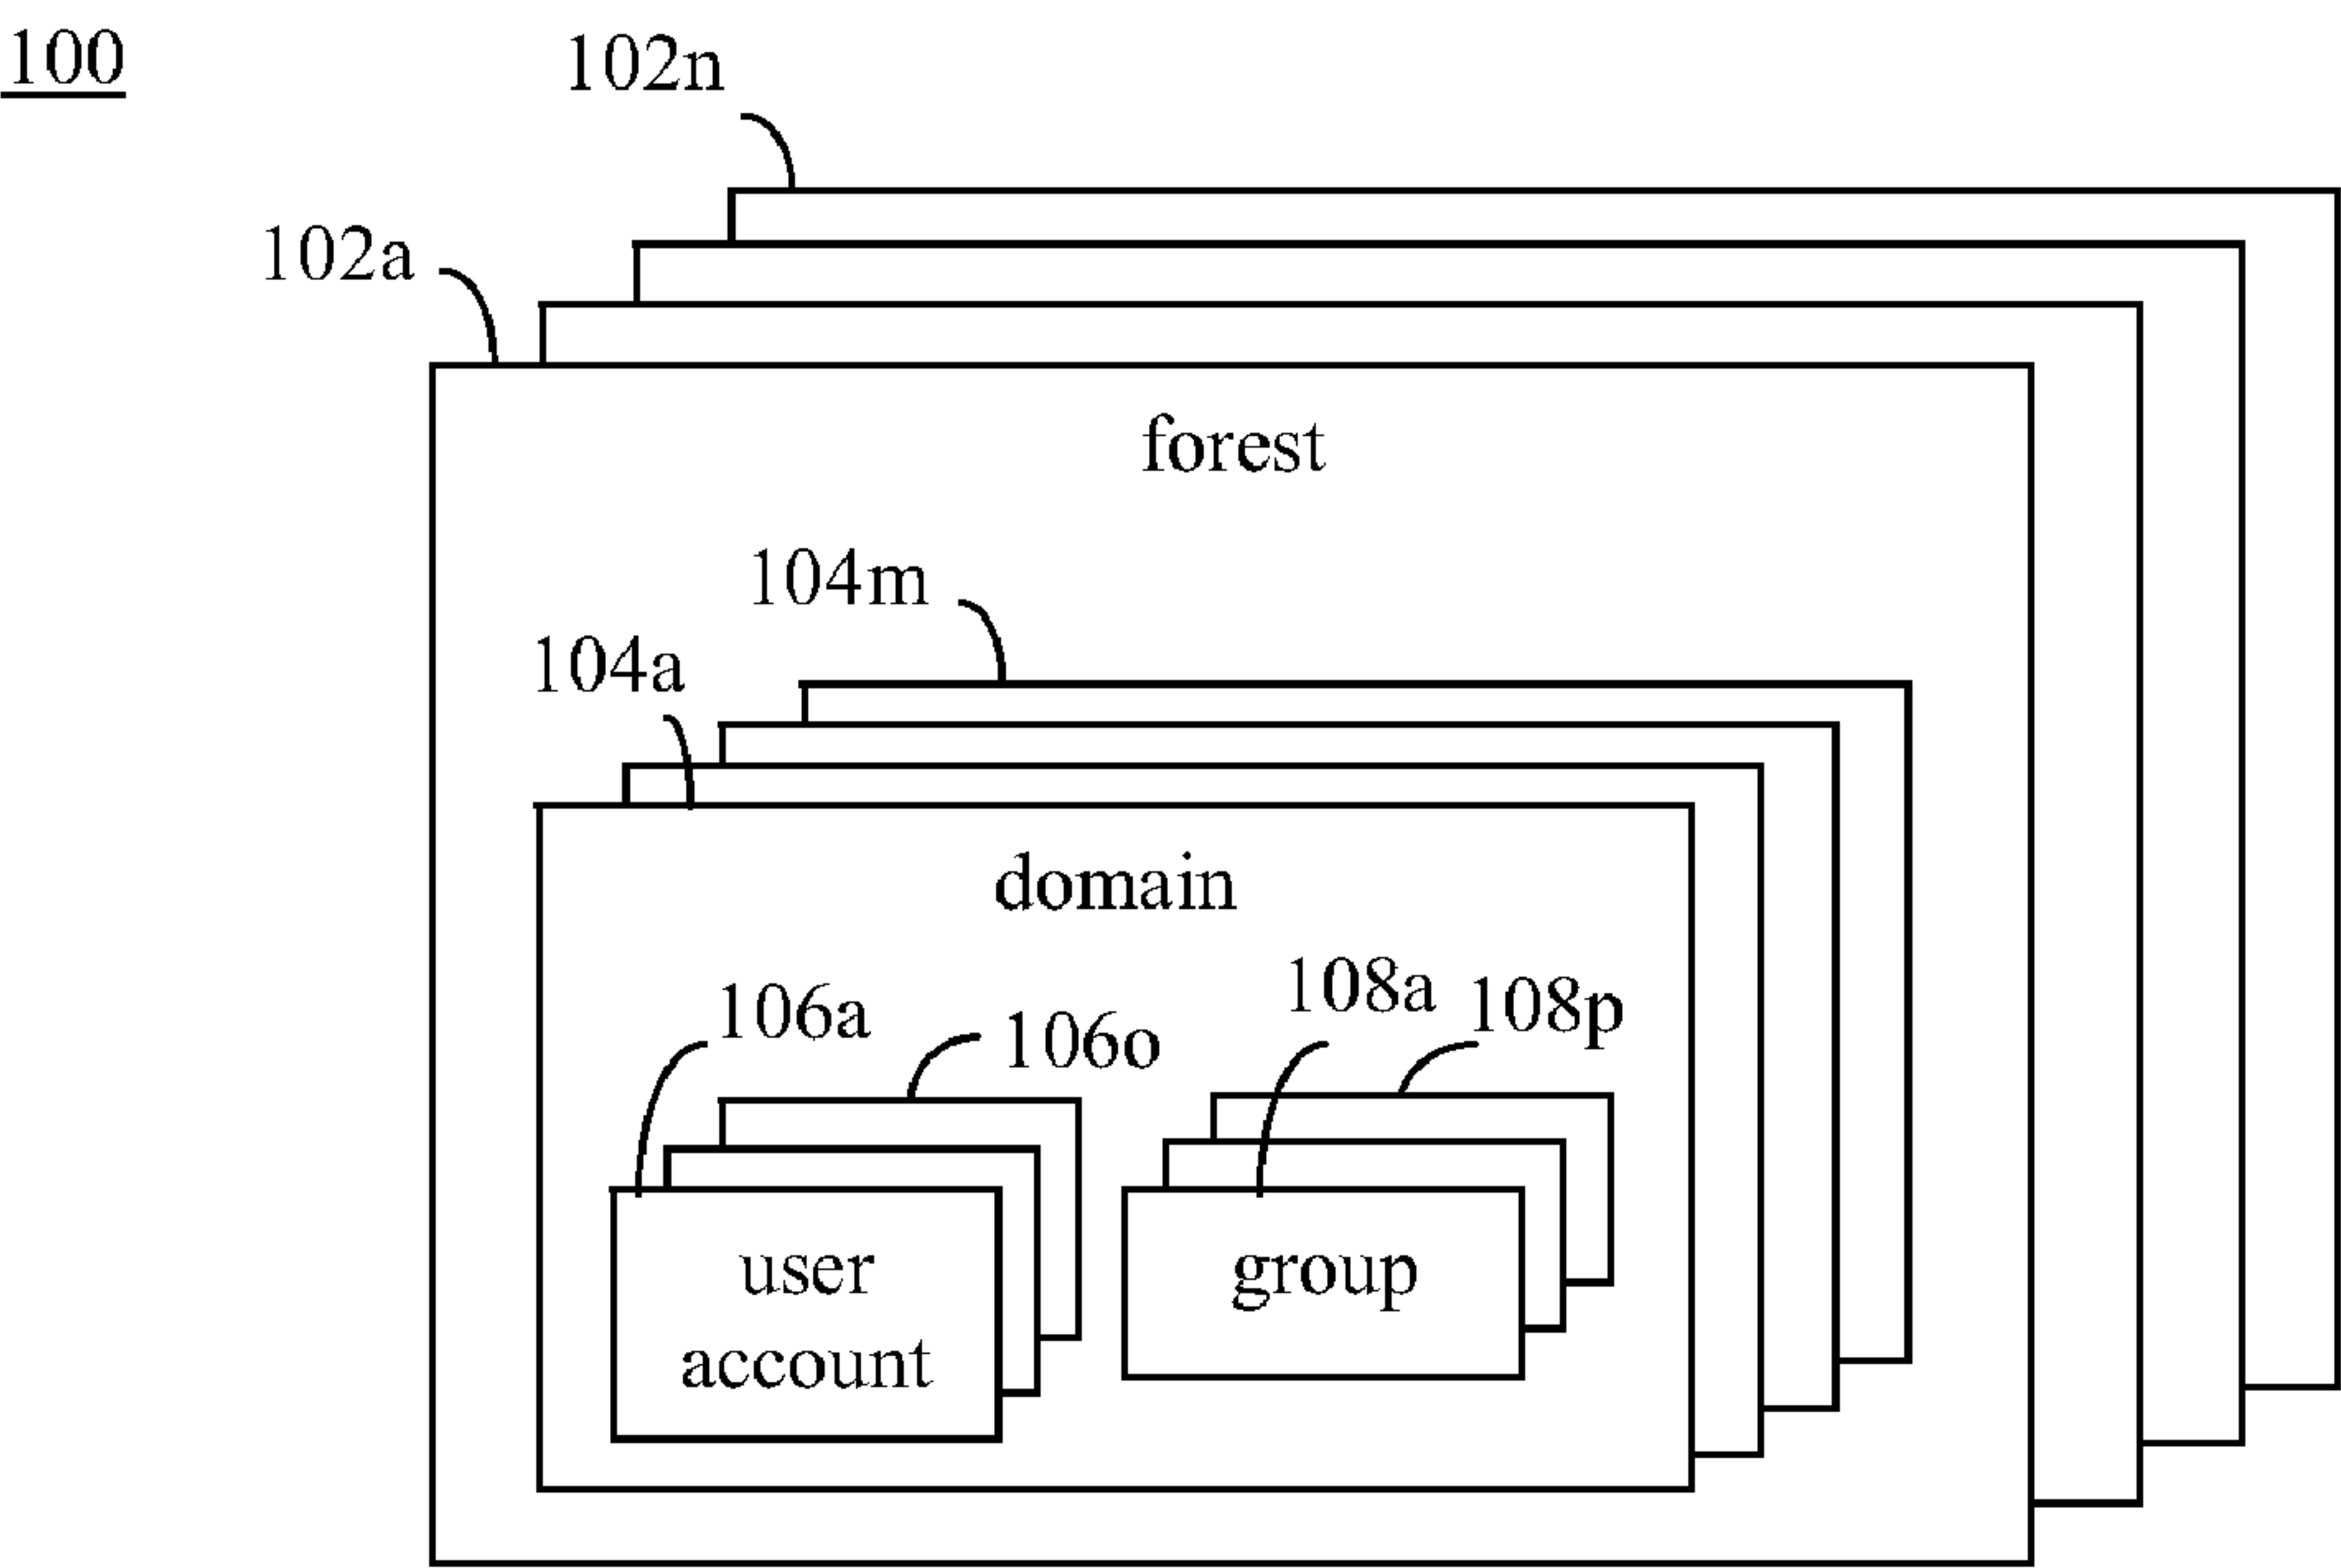 100
102n
102a
forest
104m
104a
domain
106a
106o
108a
108p
user
account
group